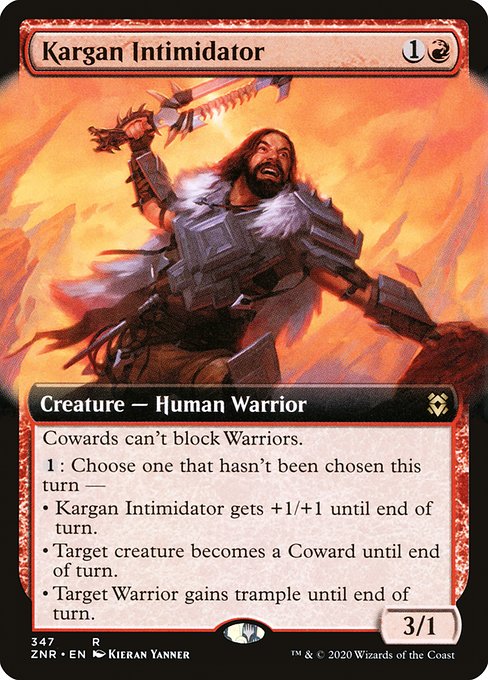 Kargan Intimidator 1
Creature — Human Warrior
Cowards can't block Warriors.
1 : Choose one that hasn't been chosen this
turn —
• Kargan Intimidator gets +1/+1 until end of
turn.
• Target creature becomes a Coward until end
of turn.
• Target Warrior gains trample until end of
turn.
3/1
347 R
ZNR • EN Kieran Yanner ™ & © 2020 Wizards of the Coast